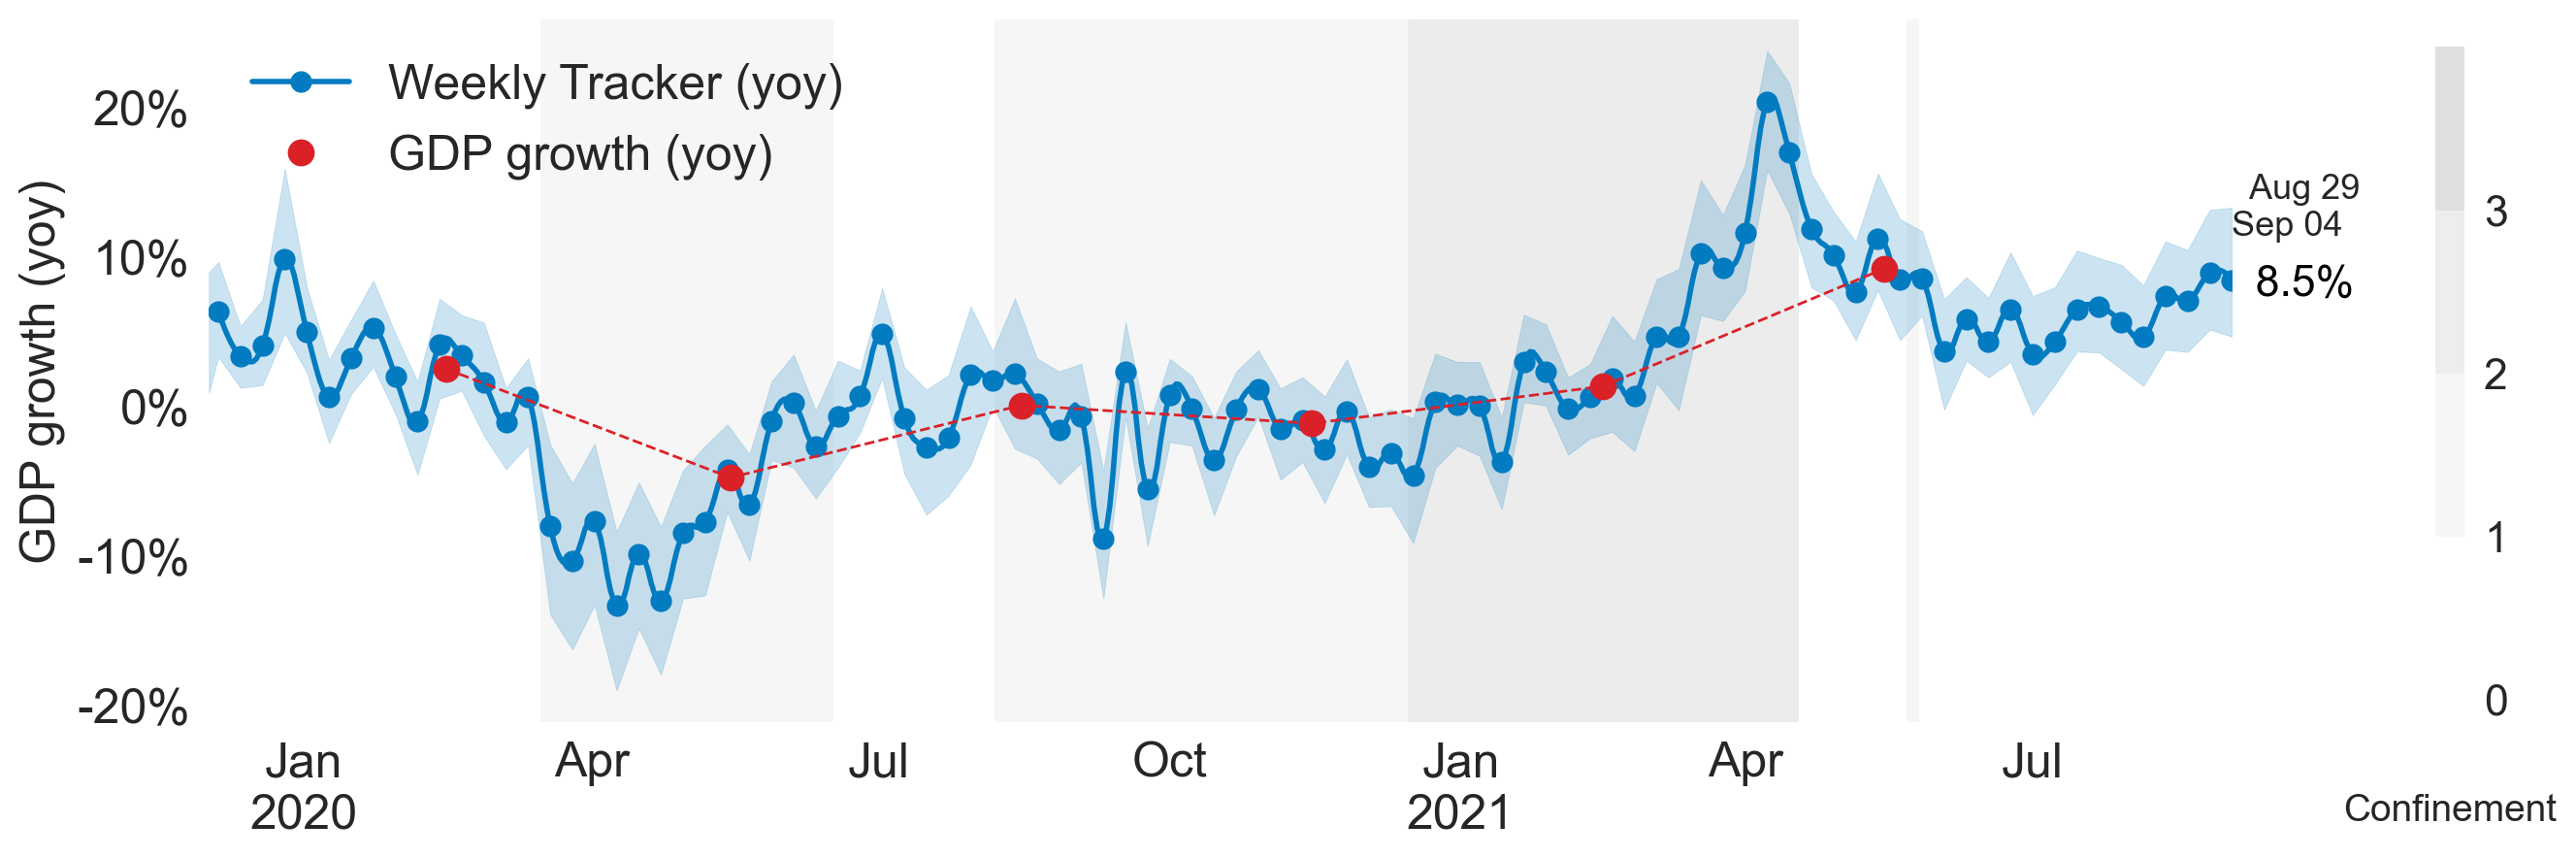 Weekly Tracker (yoy)
GDP growth (yoy)
GDP growth (yoy)
20%
10%
0%
-10%
-20%
Jan
2020
Apr
Jul
Oct
Jan
2021
Apr
Jul
Aug 29
Sep 04
8.5%
3
2
1
0
Confinement